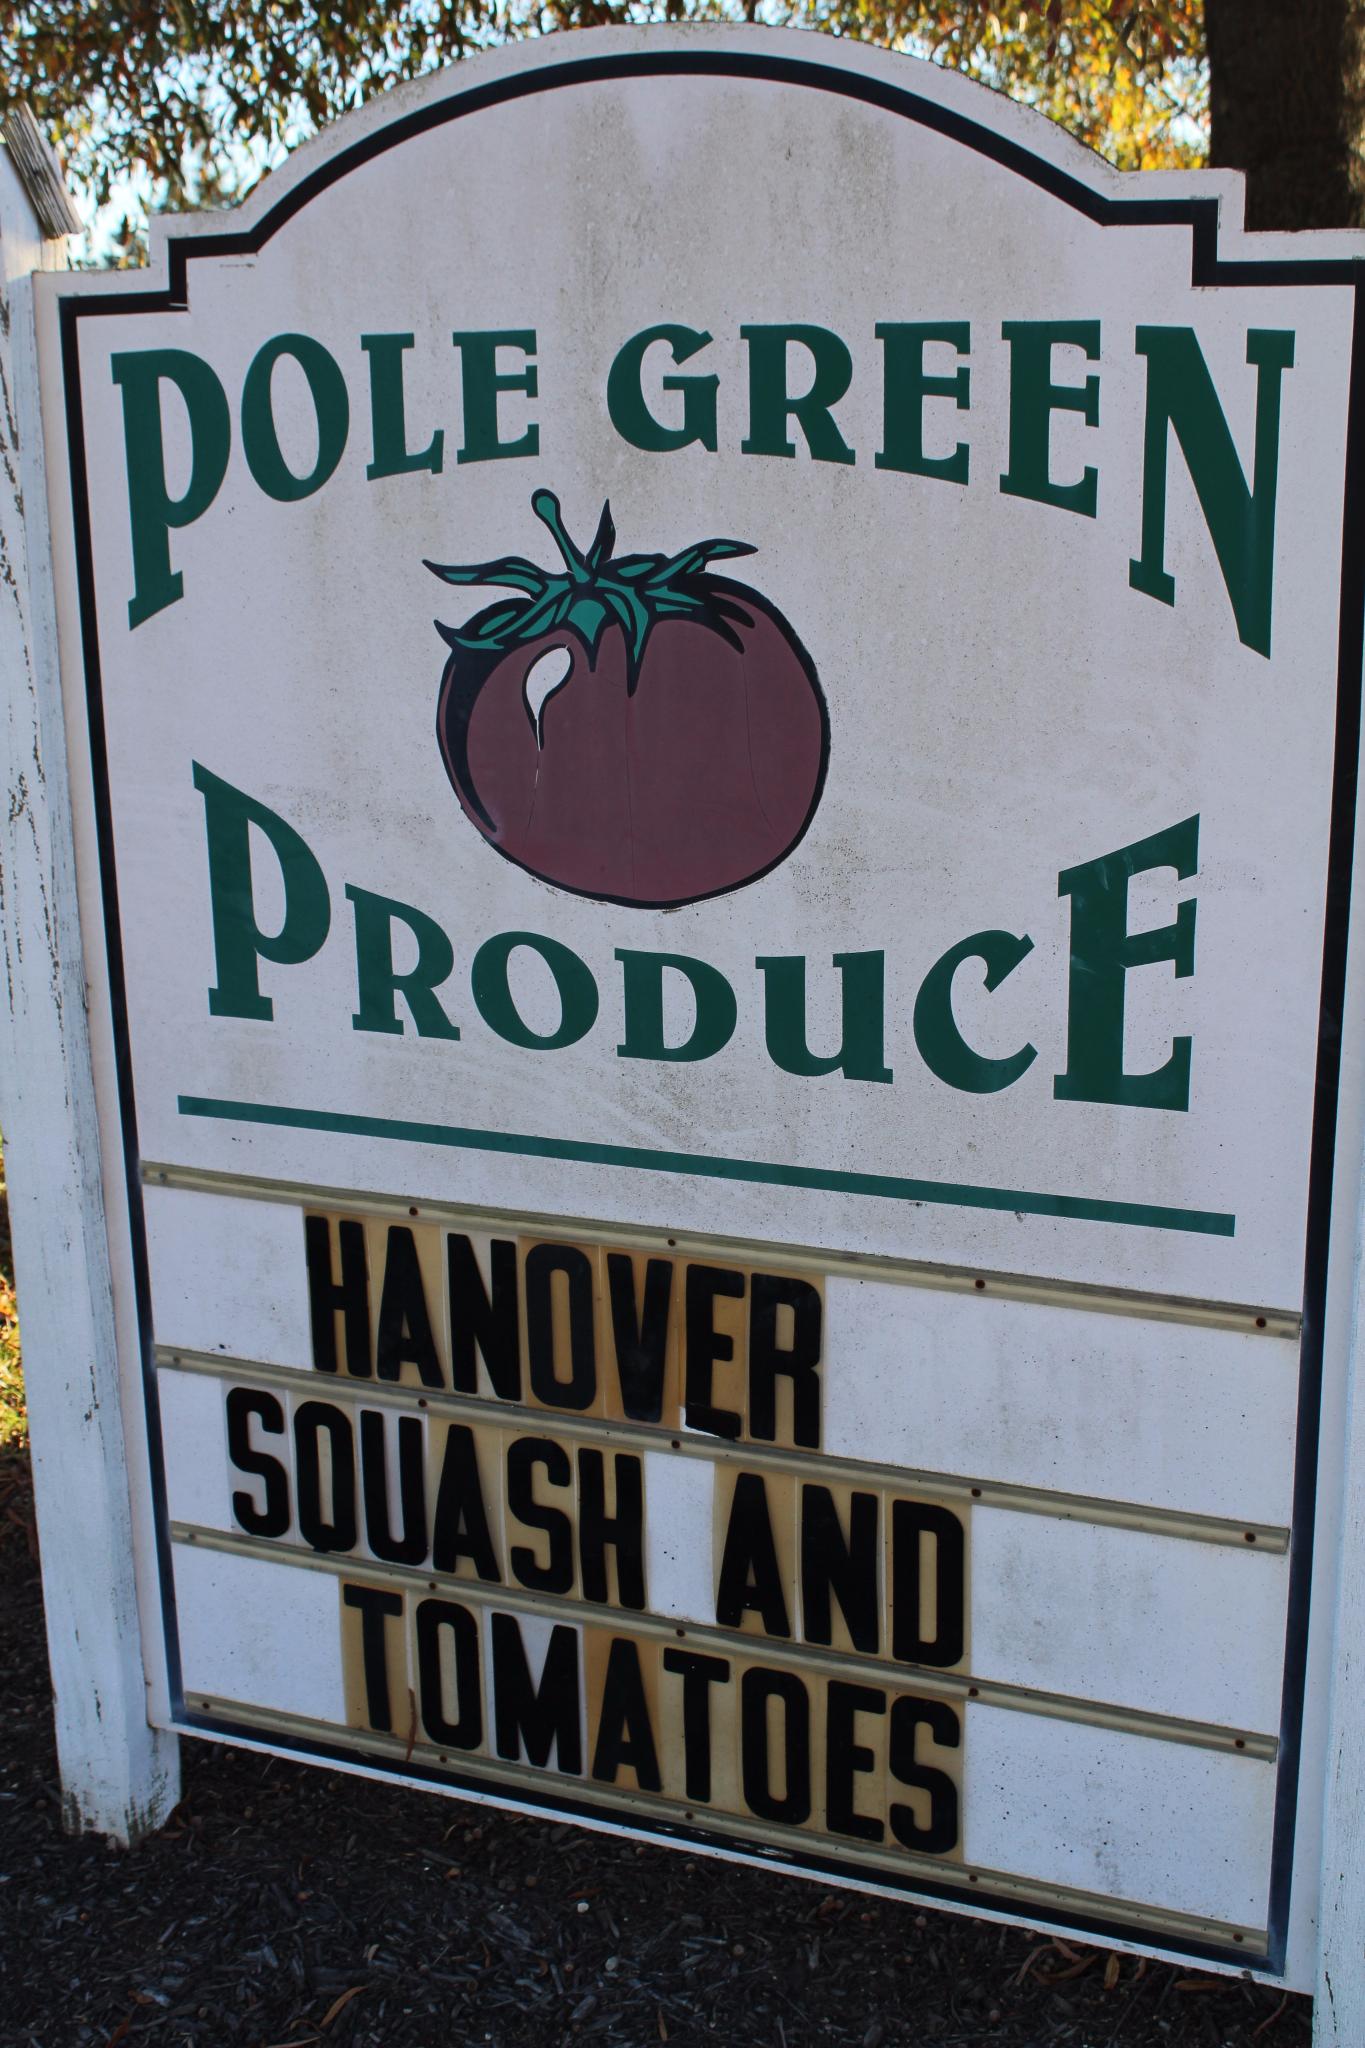 POLE GREEN
PRODUCE
HANOVER
SQUASH AND
TOMATOES